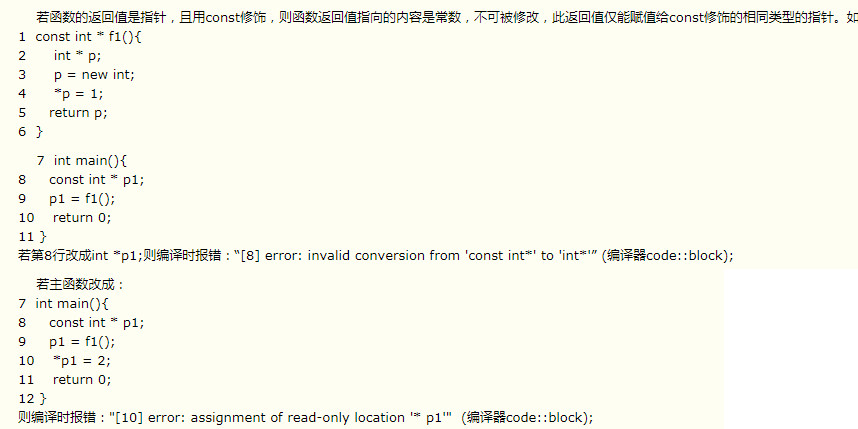 若函数的返回值是指针，且用const修饰，则函数返回值指向的内容是常数，不可被修改，此返回值仅能赋值给const修饰的相同类型的指针。如
1 const int * f1(){
2 int * p;
3 p = new int;
4 *p = 1;
5 return p;
6 }
7 int main(){
8 const int * p1;
9 p1 = f1();
10 return 0;
11 }
若第8行改成int *p1;则编译时报错：“[8] error: invalid conversion from 'const int*' to 'int*'” (编译器code::block);
若主函数改成：
7 int main(){
8 const int * p1;
9 p1 = f1();
10 *p1 = 2;
11 return 0;
12 }
则编译时报错："[10] error: assignment of read-only location '* p1'" (编译器code::block);